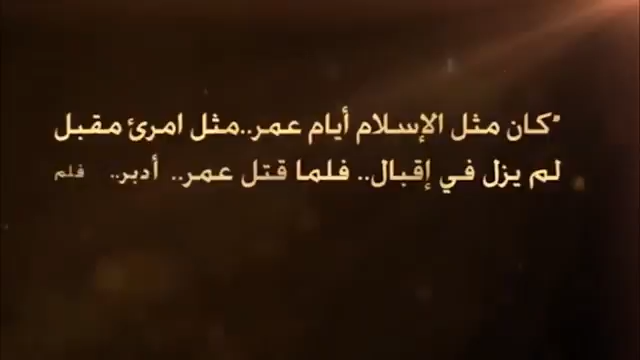 "كان مثل الإسلام أيام عمر..مثل امرئ مقبل
لم يزل في إقبال.. فلما قتل عمر.. أدبر.. فلم